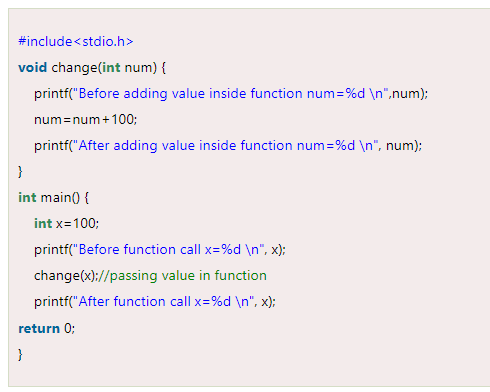 #include<stdio.h>
void change(int num) {
    printf("Before adding value inside function num=%d \n",num);
    num=num+100;
    printf("After adding value inside function num=%d \n", num);
}
int main() {
    int x=100;
    printf("Before function call x=%d \n", x);
    change(x);//passing value in function
    printf("After function call x=%d \n", x);
return 0;
}